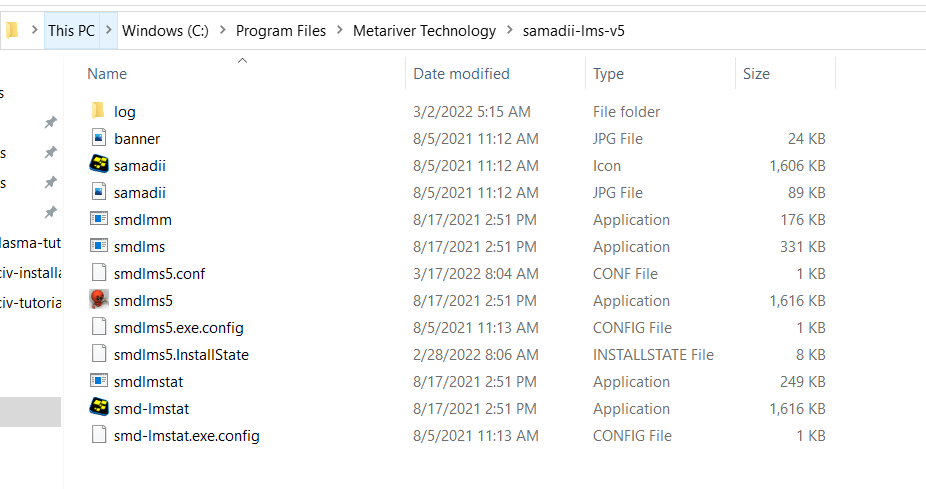 This PC > Windows (C:) > Program Files > Metariver Technology > samadii-lms-v5
Name Date modified Type Size
s
log 3/2/2022 5:15 AM File folder
banner 8/5/2021 11:12 AM JPG File 24 KB
s
samadii 8/5/2021 11:12 AM Icon 1,606 KB
s
samadii 8/5/2021 11:12 AM JPG File 89 KB
smdlmm 8/17/2021 2:51 PM Application 176 KB
lasma-tut
smdlms 8/17/2021 2:51 PM Application 331 KB
civ-installa
smdlms5.conf 3/17/2022 8:04 AM CONF File 1 KB
civ-tutoria
smdlms5 8/17/2021 2:51 PM Application 1,616 KB
smdlms5.exe.config 8/5/2021 11:13 AM CONFIG File 1 KB
smdlms5.InstallState 2/28/2022 8:06 AM INSTALLSTATE File 8 KB
smdlmstat 8/17/2021 2:51 PM Application 249 KB
smd-lmstat 8/17/2021 2:51 PM Application 1,616 KB
smd-lmstat.exe.config 8/5/2021 11:13 AM CONFIG File 1 KB